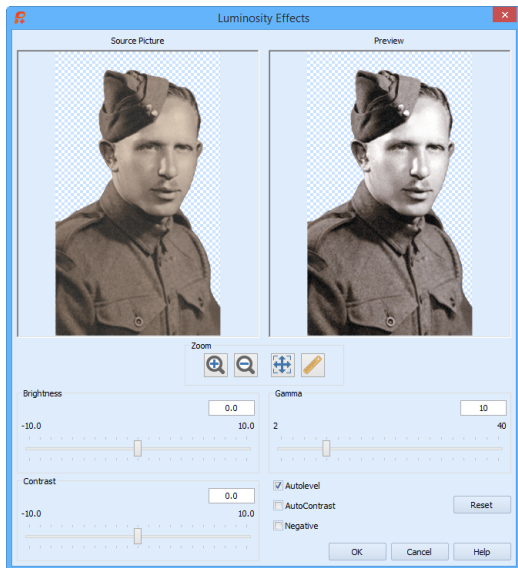 Luminosity Effects
Source Picture
Preview
Zoom
Brightness
0.0
-10.0 10.0
Gamma
10
2 40
Contrast
0.0
-10.0 10.0
Autolevel
AutoContrast
Negative
Reset
OK Cancel Help